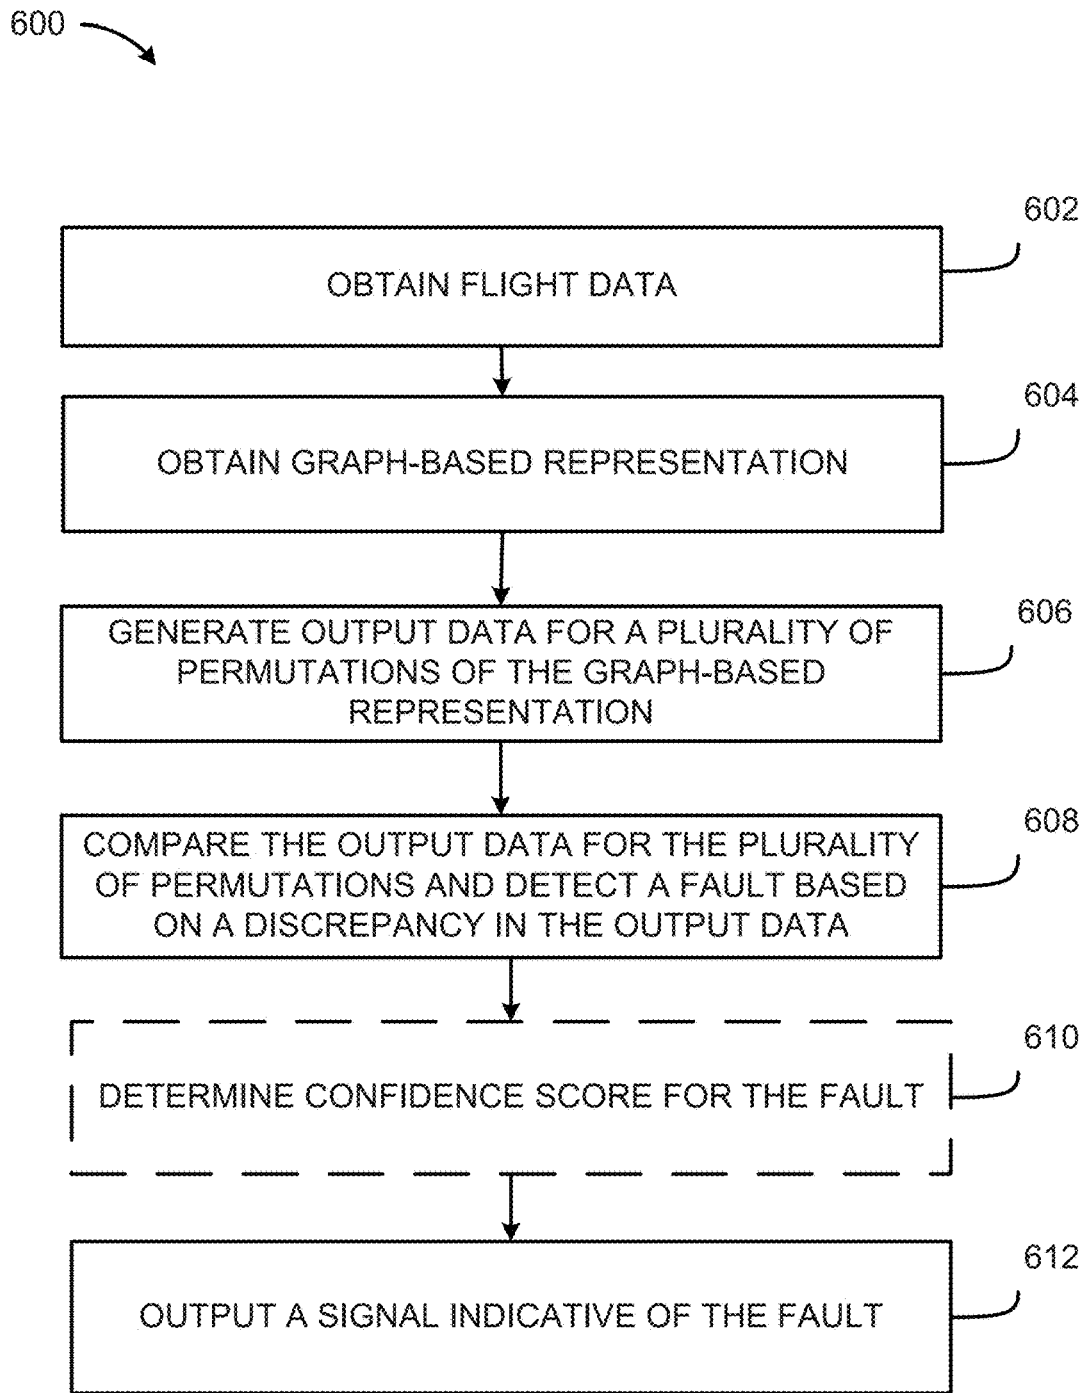 600
602
OBTAIN FLIGHT DATA
604
OBTAIN GRAPH-BASED REPRESENTATION
606
GENERATE OUTPUT DATA FOR A PLURALITY OF
PERMUTATIONS OF THE GRAPH-BASED
REPRESENTATION
608
COMPARE THE OUTPUT DATA FOR THE PLURALITY
OF PERMUTATIONS AND DETECT A FAULT BASED
ON A DISCREPANCY IN THE OUTPUT DATA
610
DETERMINE CONFIDENCE SCORE FOR THE FAULT
612
OUTPUT A SIGNAL INDICATIVE OF THE FAULT